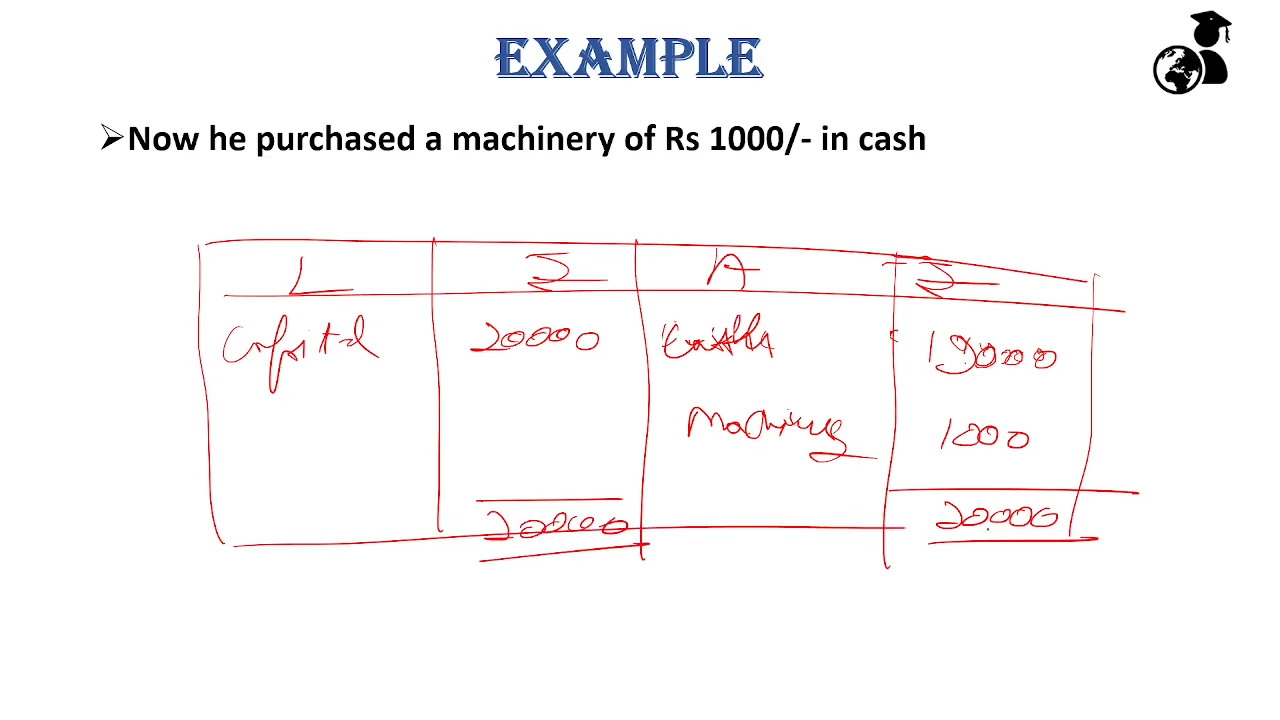 EXAMPLE
➢Now he purchased a machinery of Rs 1000/- in cash
L ₹ A ₹
Capital 20000 Cash 19000
Machinery 1000
20000 20000